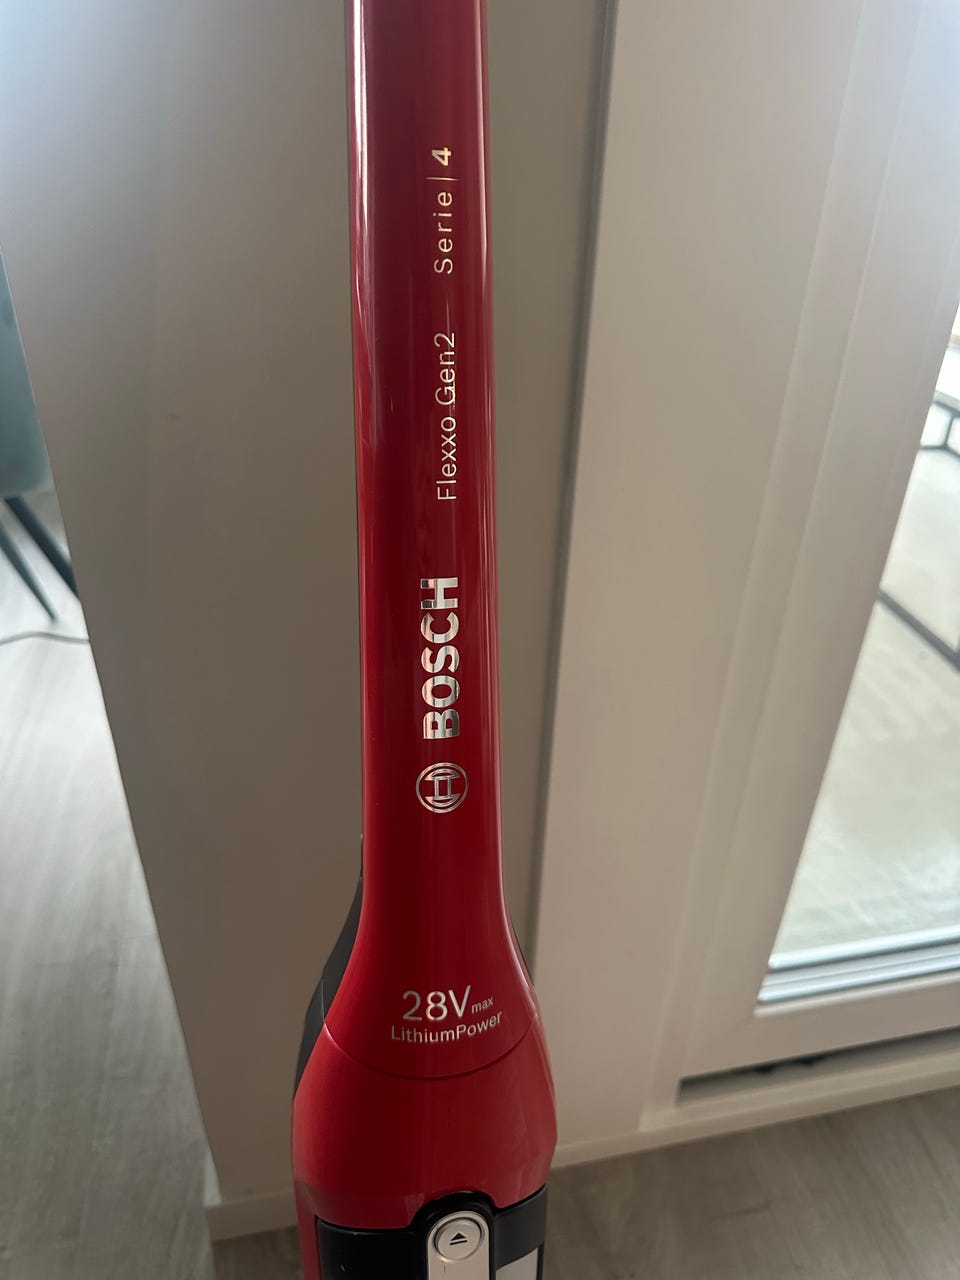 Serie | 4
Flexxo Gen2
BOSCH
28V max
LithiumPower